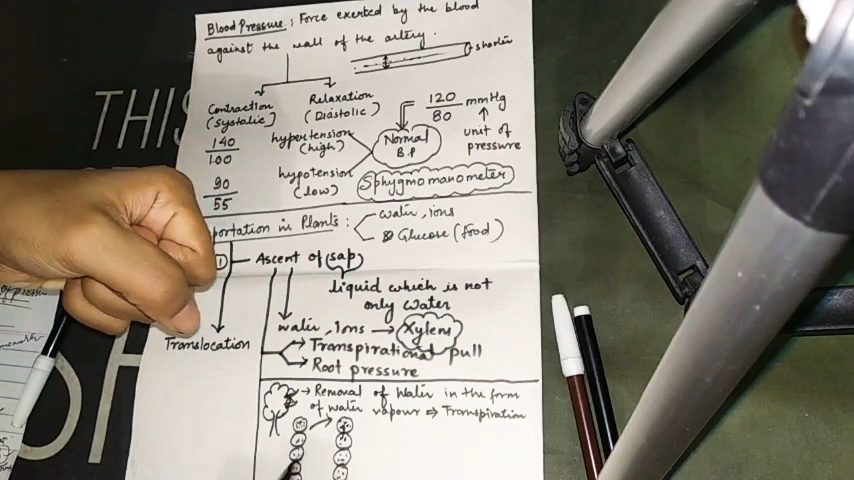 Blood Pressure : Force exerted by the blood
against the wall of the artery.
shorter
Contraction
(Systolic)
140
100
90
55
Relaxation
(Diastolic)
hypertension
(high)
hypotension
(low)
Normal
B.P
120
80
mmHg
unit of
pressure
Sphygmomanometer
portation in Plants :
water, ions
Glucose (food)
① Ascent of (sap)
liquid which is not
only water
water, ions → Xylem
Translocation
→ Transpirational pull
→ Root pressure
→ Removal of Water in the form
of water vapour ⇒ Transpiration
THIS
SH